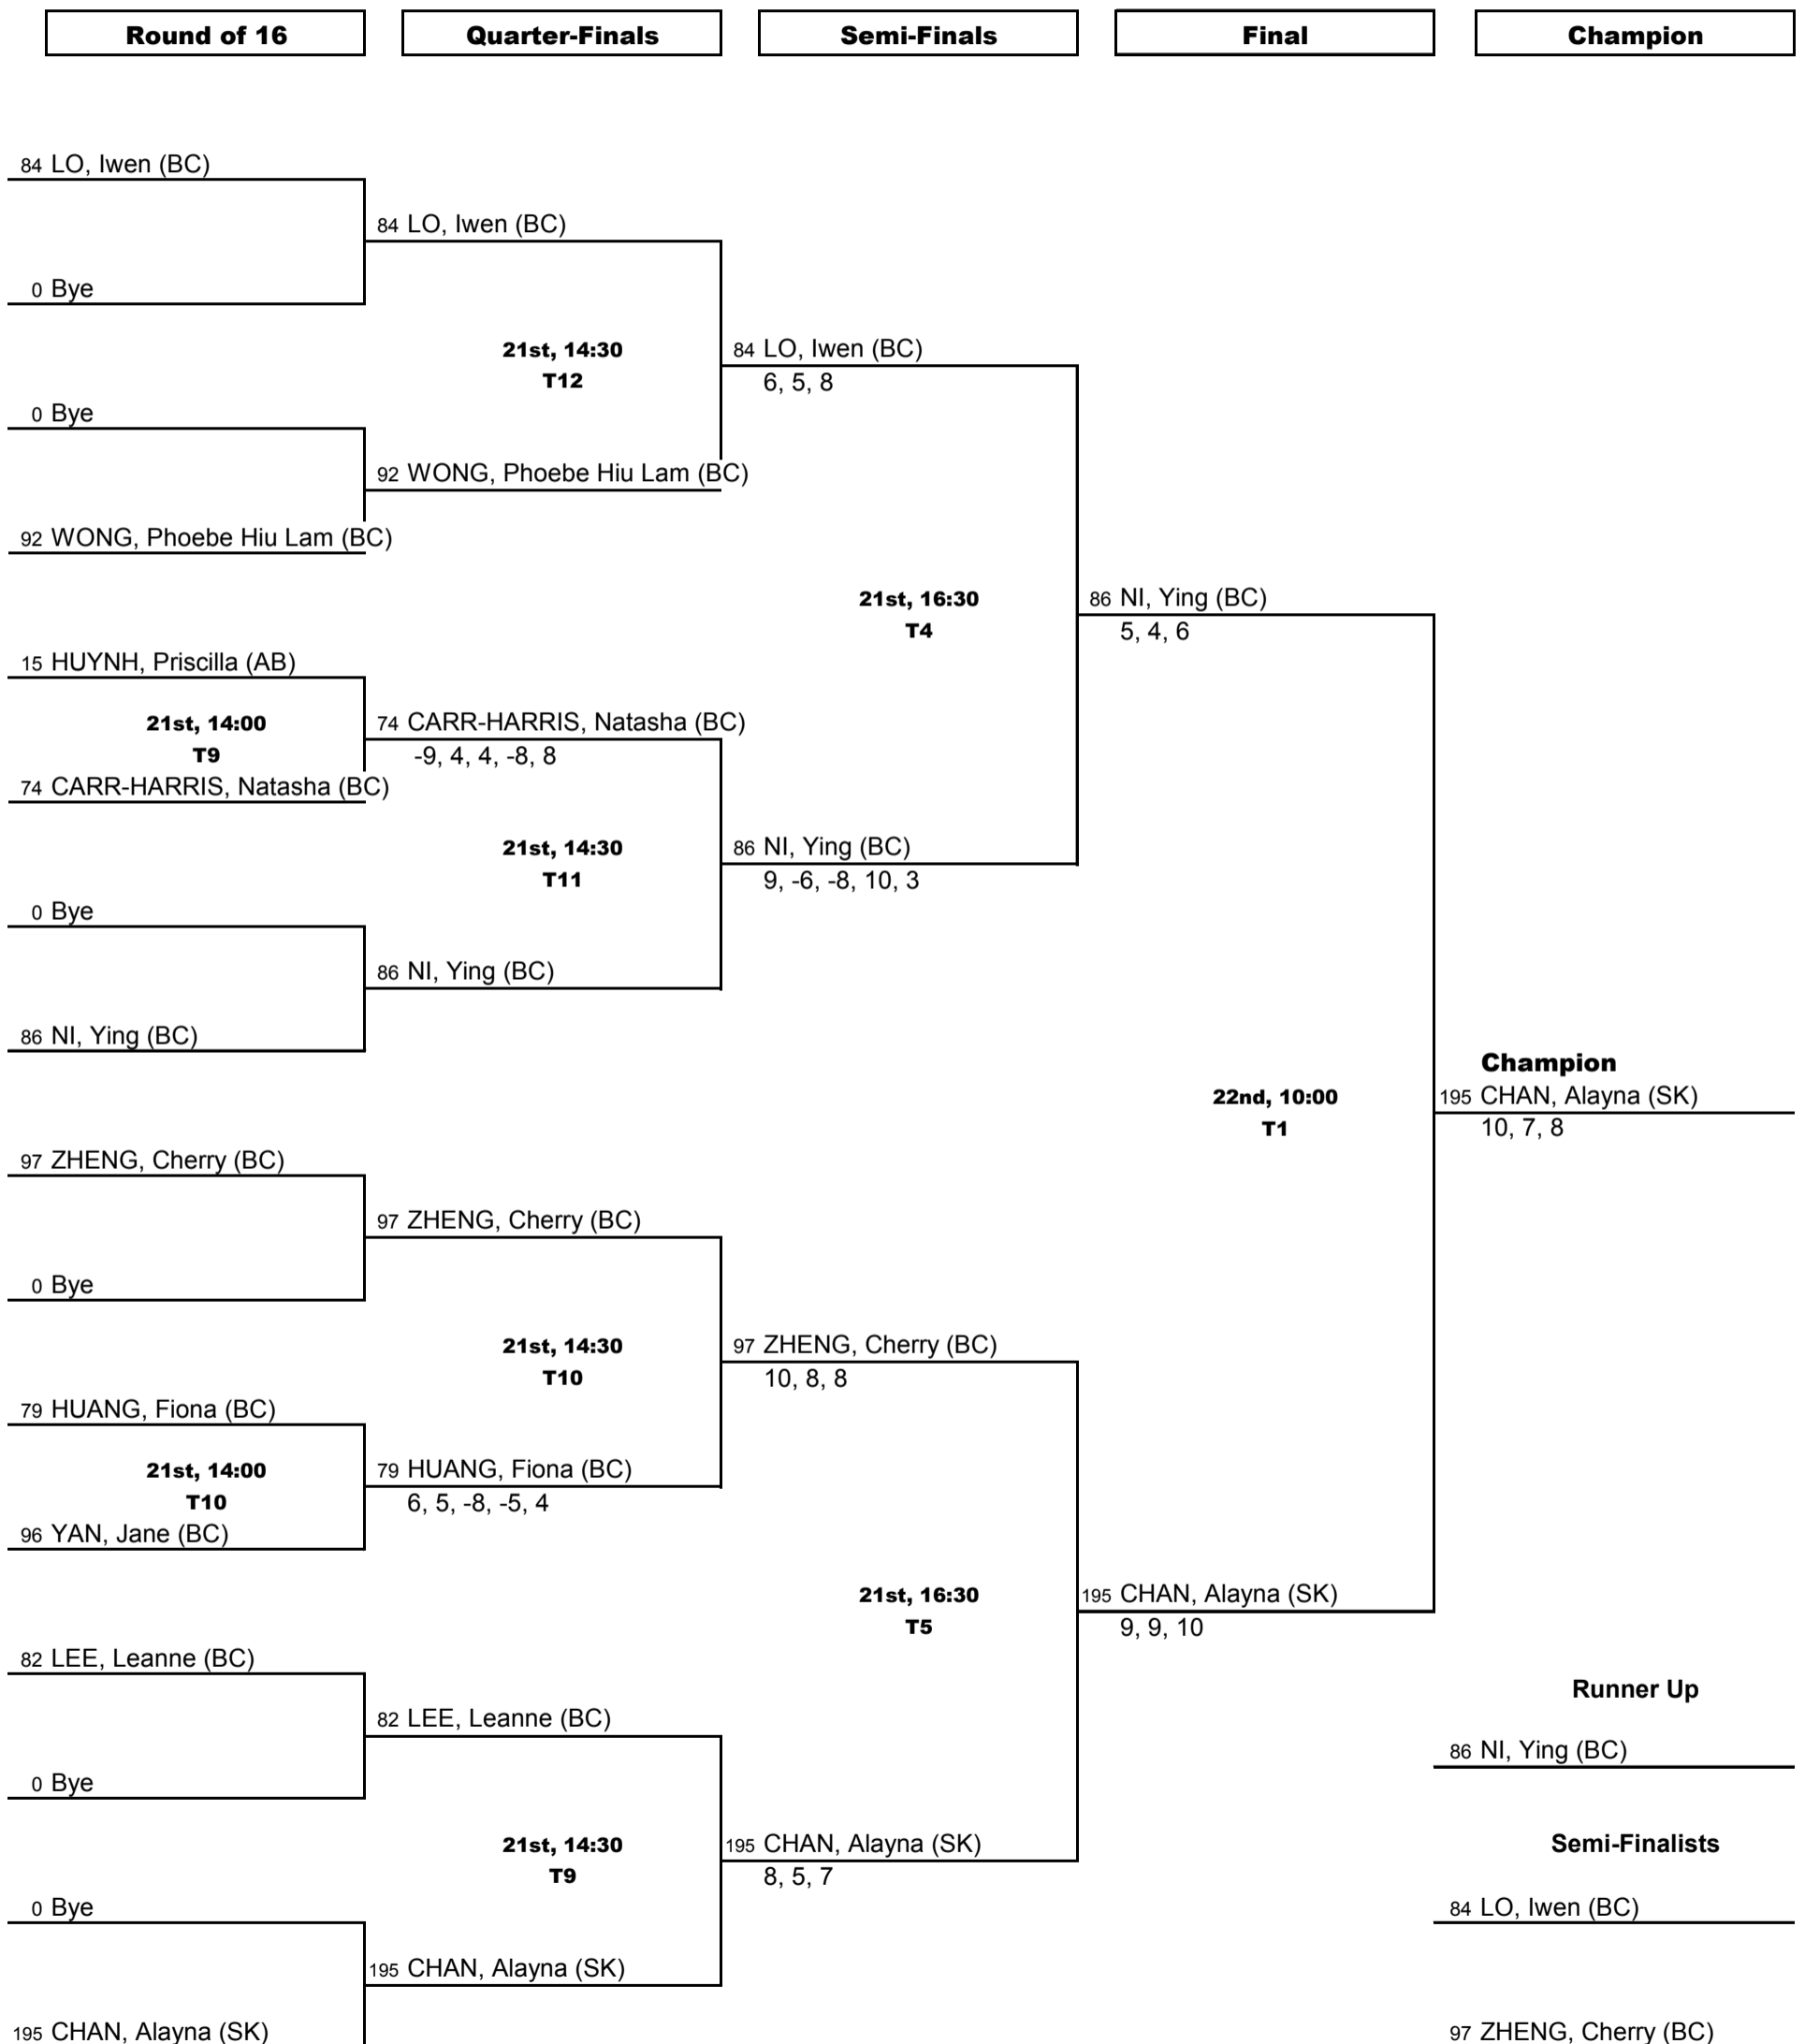 Round of 16
Quarter-Finals
Semi-Finals
Final
Champion
84 LO, Iwen (BC)
84 LO, Iwen (BC)
0 Bye
21st, 14:30
T12
84 LO, Iwen (BC)
6, 5, 8
0 Bye
92 WONG, Phoebe Hiu Lam (BC)
92 WONG, Phoebe Hiu Lam (BC)
21st, 16:30
T4
86 NI, Ying (BC)
5, 4, 6
15 HUYNH, Priscilla (AB)
21st, 14:00
T9
74 CARR-HARRIS, Natasha (BC)
-9, 4, 4, -8, 8
74 CARR-HARRIS, Natasha (BC)
21st, 14:30
T11
86 NI, Ying (BC)
9, -6, -8, 10, 3
0 Bye
86 NI, Ying (BC)
86 NI, Ying (BC)
22nd, 10:00
T1
Champion
195 CHAN, Alayna (SK)
10, 7, 8
97 ZHENG, Cherry (BC)
97 ZHENG, Cherry (BC)
0 Bye
21st, 14:30
T10
97 ZHENG, Cherry (BC)
10, 8, 8
79 HUANG, Fiona (BC)
21st, 14:00
T10
79 HUANG, Fiona (BC)
6, 5, -8, -5, 4
96 YAN, Jane (BC)
21st, 16:30
T5
195 CHAN, Alayna (SK)
9, 9, 10
82 LEE, Leanne (BC)
82 LEE, Leanne (BC)
0 Bye
21st, 14:30
T9
195 CHAN, Alayna (SK)
8, 5, 7
0 Bye
195 CHAN, Alayna (SK)
195 CHAN, Alayna (SK)
Runner Up
86 NI, Ying (BC)
Semi-Finalists
84 LO, Iwen (BC)
97 ZHENG, Cherry (BC)